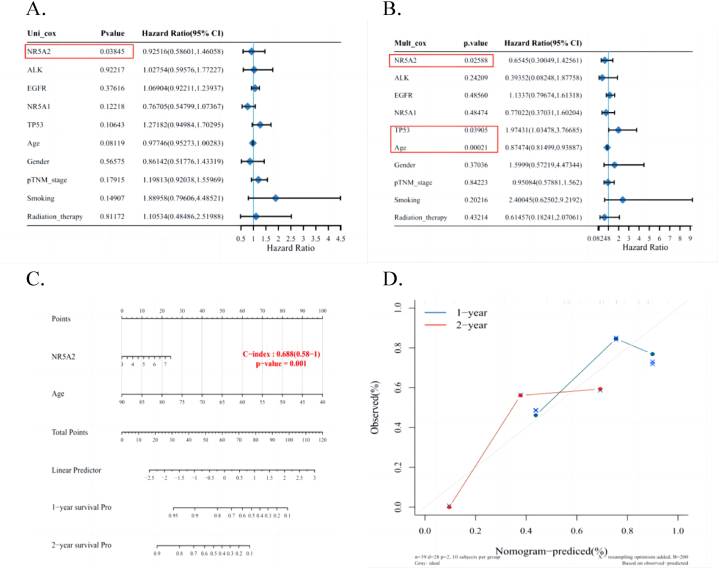 A.
Uni_cox Pvalue Hazard Ratio(95% CI)
NR5A2 0.03845 0.92516(0.58601,1.46058)
ALK 0.92217 1.02754(0.59576,1.77227)
EGFR 0.37616 1.06904(0.92211,1.23937)
NR5A1 0.12218 0.76705(0.54799,1.07367)
TP53 0.10643 1.27182(0.94984,1.70295)
Age 0.08119 0.97746(0.95273,1.00283)
Gender 0.56575 0.86142(0.51776,1.43319)
pTNM_stage 0.17915 1.19813(0.92038,1.55969)
Smoking 0.14907 1.88958(0.79606,4.48521)
Radiation_therapy 0.81172 1.10534(0.48486,2.51988)
0.5 1 1.5 2 2.5 3 3.5 4 4.5
Hazard Ratio
B.
Mult_cox p.value Hazard Ratio(95% CI)
NR5A2 0.02588 0.6545(0.30049,1.42561)
ALK 0.24209 0.39352(0.08248,1.87758)
EGFR 0.48560 1.1337(0.79674,1.61318)
NR5A1 0.48474 0.77022(0.37031,1.60204)
TP53 0.03905 1.97431(1.03478,3.76685)
Age 0.00021 0.87474(0.81499,0.93887)
Gender 0.37036 1.5999(0.57219,4.47344)
pTNM_stage 0.84223 0.95084(0.57881,1.562)
Smoking 0.20216 2.40045(0.62502,9.2192)
Radiation_therapy 0.43214 0.61457(0.18241,2.07061)
0.08248 1 2 3 4 5 6 7 8 9
Hazard Ratio
C.
0 10 20 30 40 50 60 70 80 90 100
Points
NR5A2
3 4 5 6 7
C-index : 0.688(0.58-1)
p-value = 0.001
Age
90 85 80 75 70 65 60 55 50 45 40
Total Points
0 10 20 30 40 50 60 70 80 90 100 110 120
Linear Predictor
-2.5 -2 -1.5 -1 -0.5 0 0.5 1 1.5 2 2.5 3
1-year survival Pro
0.95 0.9 0.8 0.7 0.6 0.5 0.4 0.3 0.2 0.1
2-year survival Pro
0.9 0.8 0.7 0.6 0.5 0.4 0.3 0.2 0.1
D.
1-year
2-year
Observed(%)
0.0 0.2 0.4 0.6 0.8 1.0
0.0 0.2 0.4 0.6 0.8 1.0
Nomogram-prediced(%)
n=39 d=28 p=2, 10 subjects per group
Gray: ideal
X - resampling optimism added, B=200
Based on observed-predicted